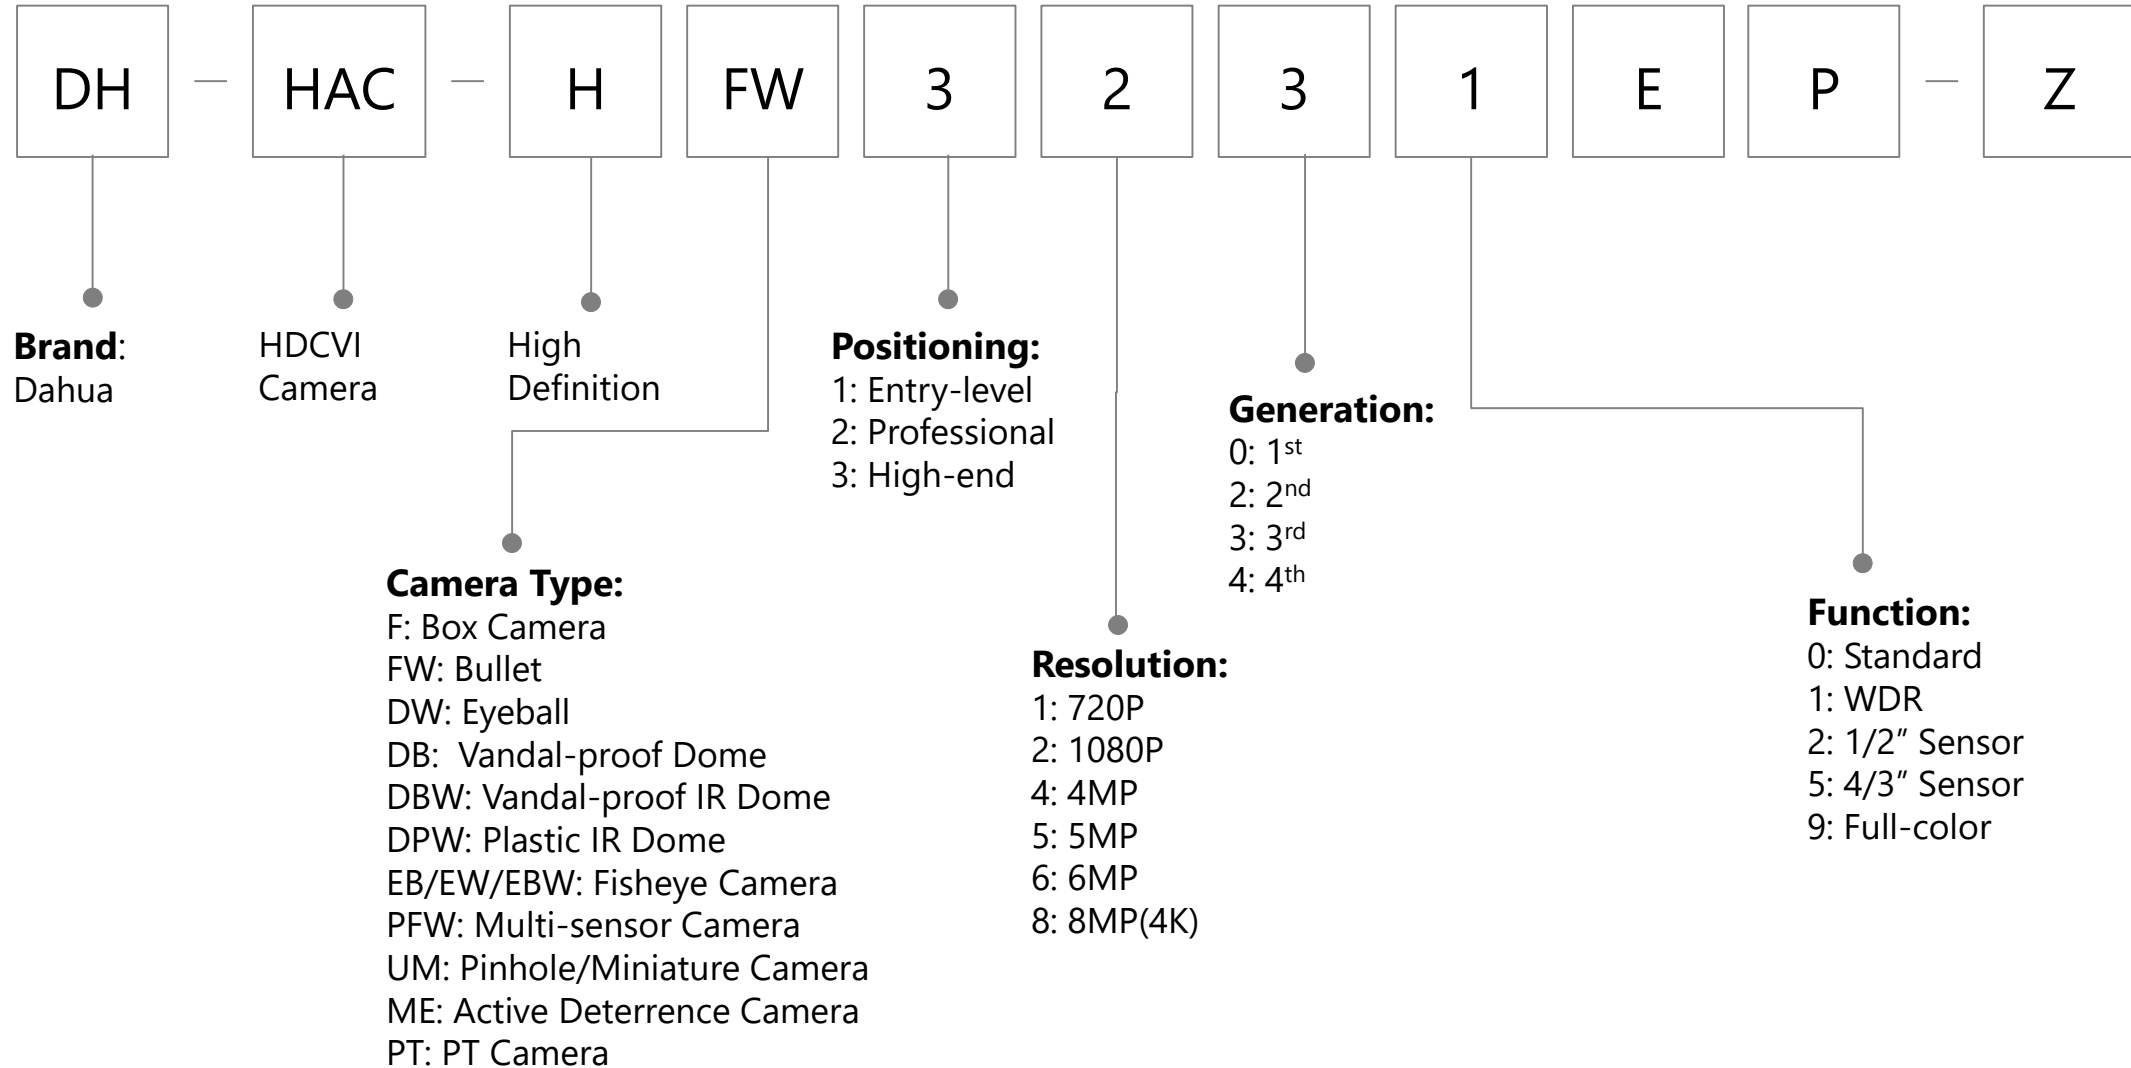 DH — HAC — H FW 3 2 3 1 E P — Z
Brand:
Dahua
HDCVI
Camera
High
Definition
Positioning:
1: Entry-level
2: Professional
3: High-end
Generation:
0: 1st
2: 2nd
3: 3rd
4: 4th
Camera Type:
F: Box Camera
FW: Bullet
DW: Eyeball
DB:  Vandal-proof Dome
DBW: Vandal-proof IR Dome
DPW: Plastic IR Dome
EB/EW/EBW: Fisheye Camera
PFW: Multi-sensor Camera
UM: Pinhole/Miniature Camera
ME: Active Deterrence Camera
PT: PT Camera
Resolution:
1: 720P
2: 1080P
4: 4MP
5: 5MP
6: 6MP
8: 8MP(4K)
Function:
0: Standard
1: WDR
2: 1/2” Sensor
5: 4/3” Sensor
9: Full-color